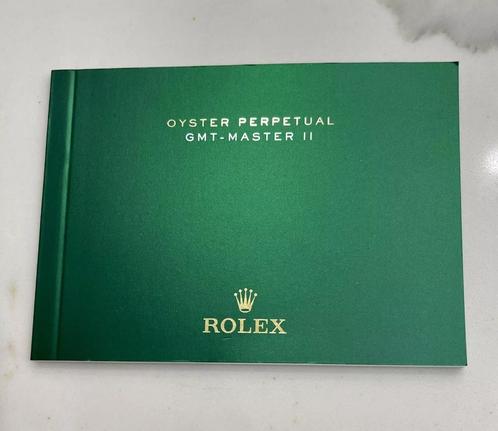 OYSTER PERPETUAL
GMT-MASTER II
ROLEX